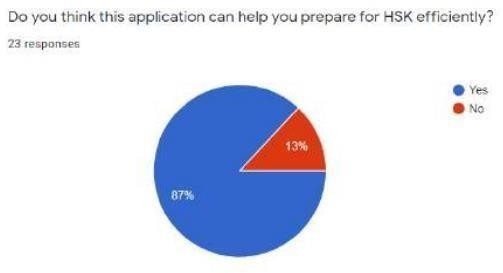 Do you think this application can help you prepare for HSK efficiently?
23 responses
Yes
No
13%
87%